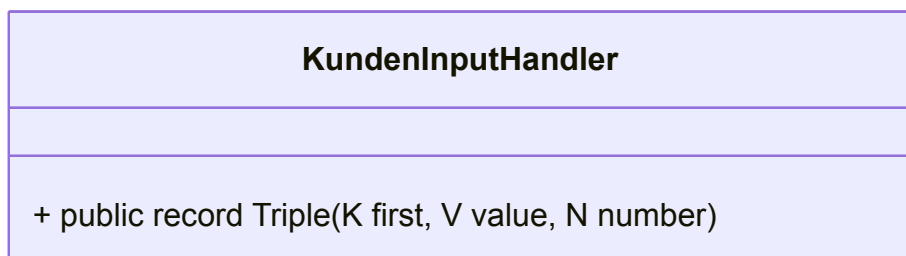 KundenInputHandler
+ public record Triple(K first, V value, N number)